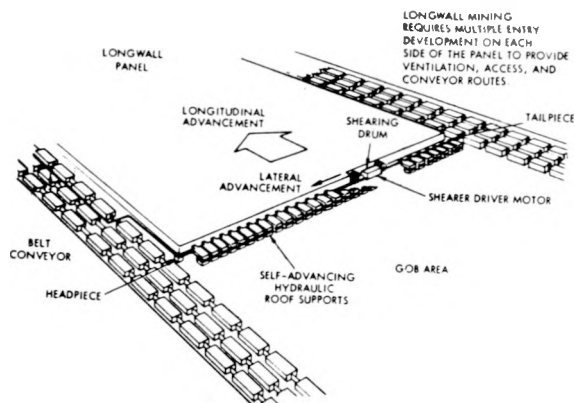 LONGWALL MINING
REQUIRES MULTIPLE ENTRY
DEVELOPMENT ON EACH
SIDE OF THE PANEL TO PROVIDE
VENTILATION, ACCESS, AND
CONVEYOR ROUTES.
LONGWALL
PANEL
TAILPIECE
LONGITUDINAL
ADVANCEMENT
SHEARING
DRUM
LATERAL
ADVANCEMENT
SHEARER DRIVER MOTOR
BELT
CONVEYOR
GOB AREA
HEADPIECE
SELF-ADVANCING
HYDRAULIC
ROOF SUPPORTS